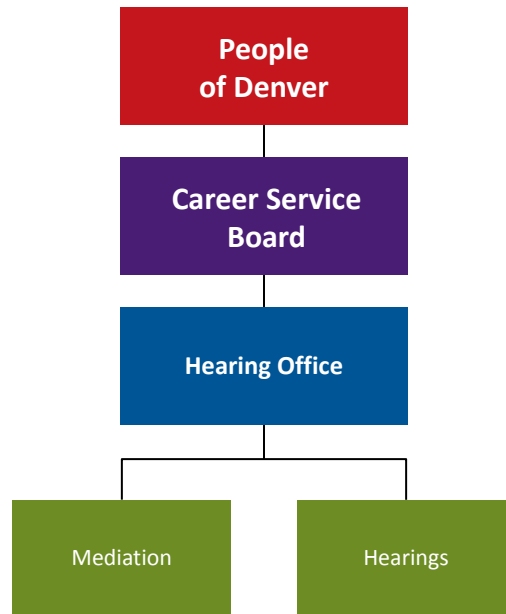 People
of Denver
Career Service
Board
Hearing Office
Mediation
Hearings